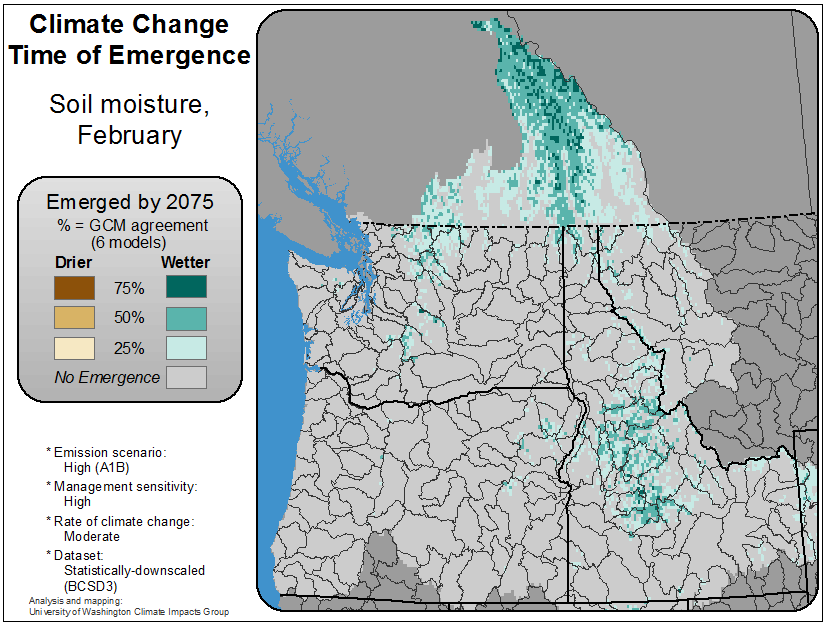 Climate Change
Time of Emergence
Soil moisture,
February
Emerged by 2075
% = GCM agreement
(6 models)
Drier Wetter
75%
50%
25%
No Emergence
* Emission scenario:
High (A1B)
* Management sensitivity:
High
* Rate of climate change:
Moderate
* Dataset:
Statistically-downscaled
(BCSD3)
Analysis and mapping:
University of Washington Climate Impacts Group